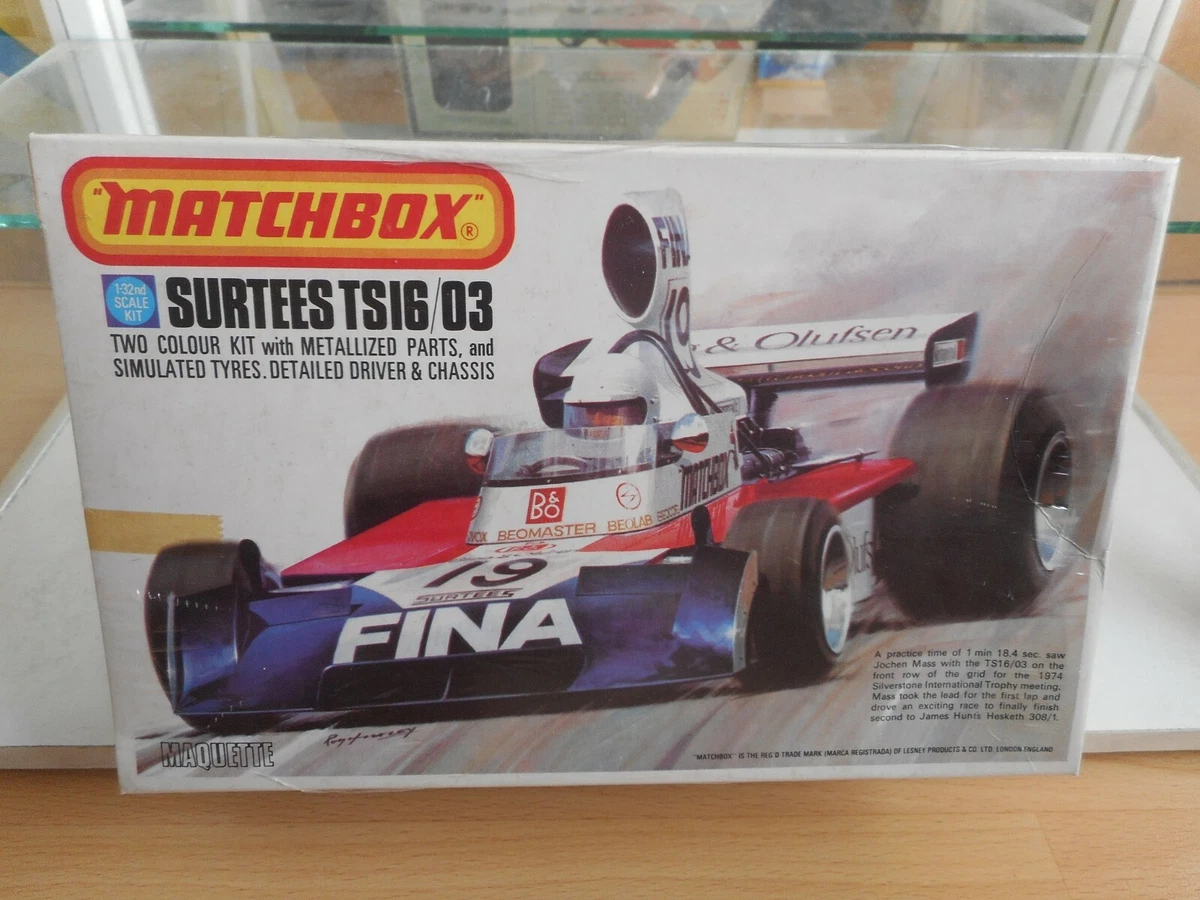 "MATCHBOX"®
1-32nd
SCALE
KIT
SURTEES TS16/03
TWO COLOUR KIT with METALLIZED PARTS, and
SIMULATED TYRES. DETAILED DRIVER & CHASSIS
FINA
19
& Olufsen
MATCHBOX
B&O
BEOMASTER BEOLAB
19
SURTEES
FINA
A practice time of 1 min 18.4 sec. saw
Jochen Mass with the TS16/03 on the
front row of the grid for the 1974
Silverstone International Trophy meeting.
Mass took the lead for the first lap and
drove an exciting race to finally finish
second to James Hunts Hesketh 308/1.
MAQUETTE
"MATCHBOX" IS THE REG'D TRADE MARK (MARCA REGISTRADA) OF LESNEY PRODUCTS & CO. LTD. LONDON, ENGLAND